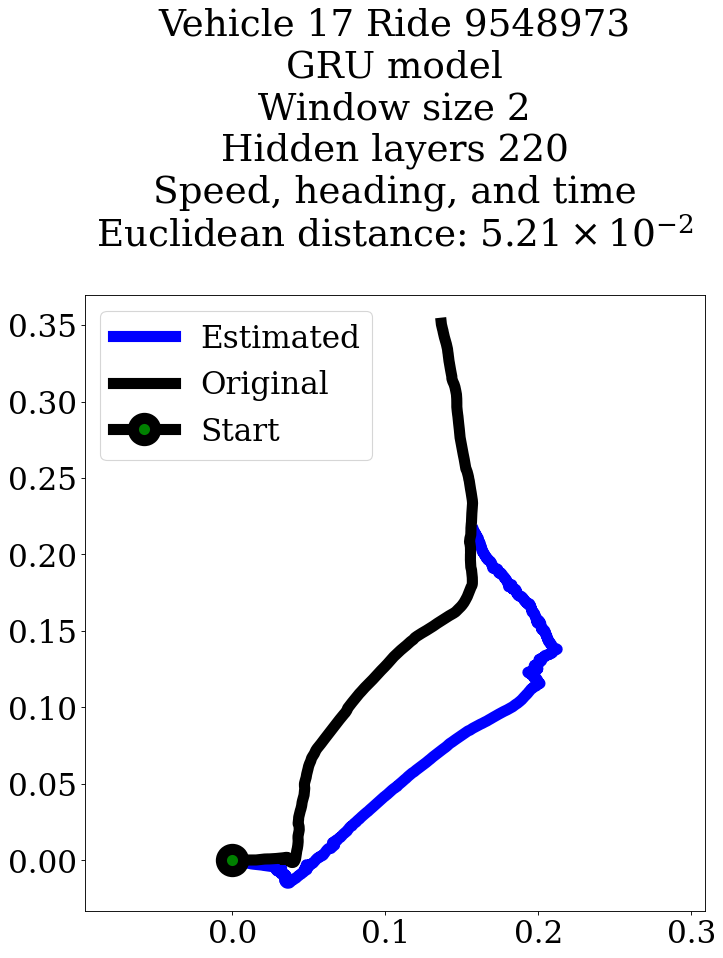 Vehicle 17 Ride 9548973
GRU model
Window size 2
Hidden layers 220
Speed, heading, and time
Euclidean distance: 5.21 × 10⁻²
Estimated
Original
Start
0.35
0.30
0.25
0.20
0.15
0.10
0.05
0.00
0.0 0.1 0.2 0.3